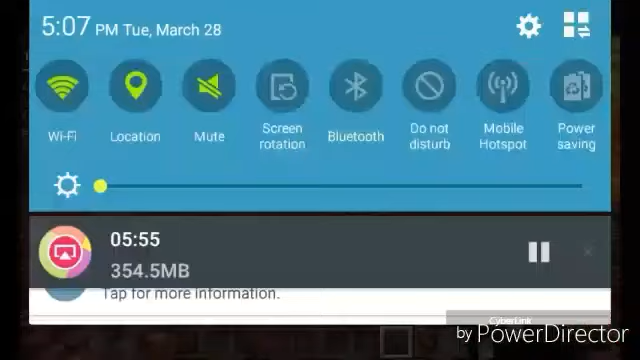 5:07 PM Tue, March 28
Wi-Fi
Location
Mute
Screen rotation
Bluetooth
Do not disturb
Mobile Hotspot
Power saving
05:55
354.5MB
Tap for more information.
CyberLink
by PowerDirector